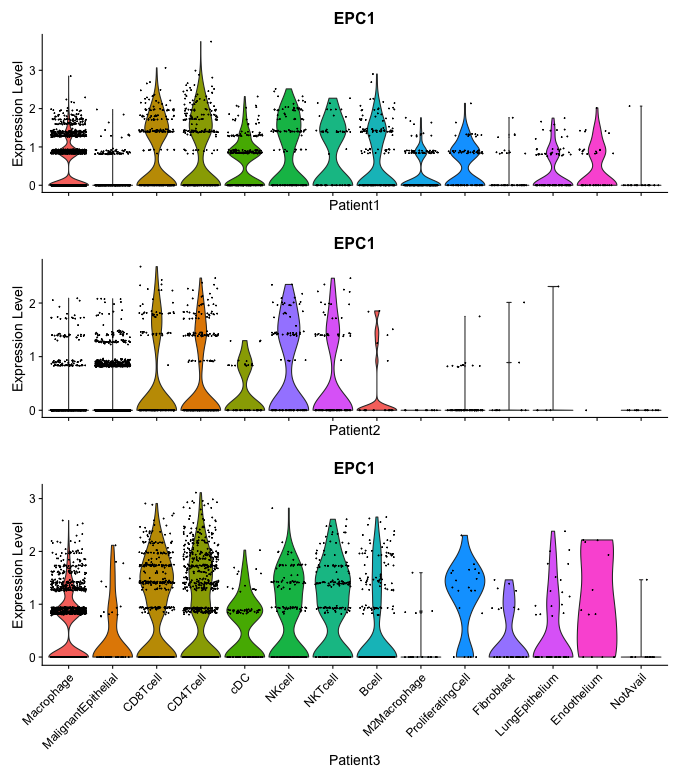 EPC1
Expression Level
3
2
1
0
Patient1
EPC1
Expression Level
2
1
0
Patient2
EPC1
Expression Level
3
2
1
0
Macrophage
MalignantEpithelial
CD8Tcell
CD4Tcell
cDC
NKcell
NKTcell
Bcell
M2Macrophage
ProliferatingCell
Fibroblast
LungEpithelium
Endothelium
NotAvail
Patient3